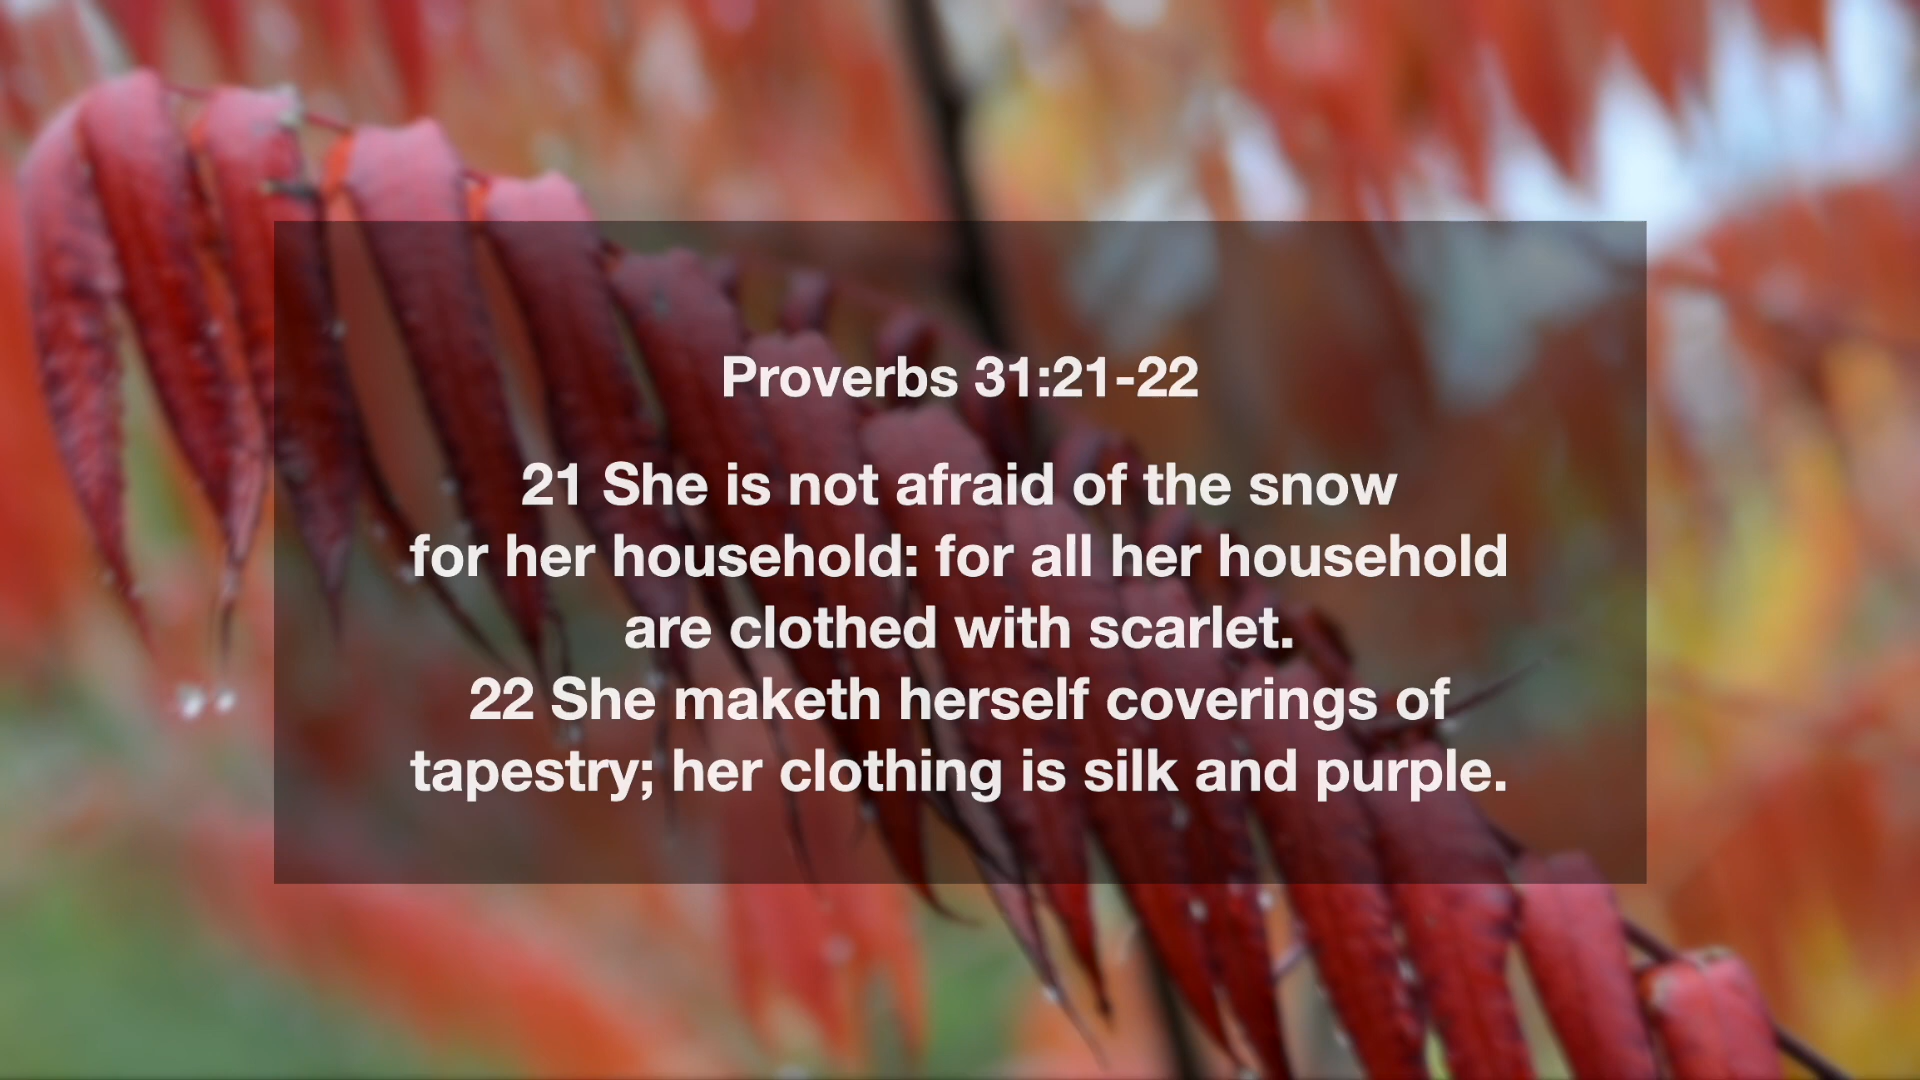 Proverbs 31:21-22
21 She is not afraid of the snow
for her household: for all her household
are clothed with scarlet.
22 She maketh herself coverings of
tapestry; her clothing is silk and purple.